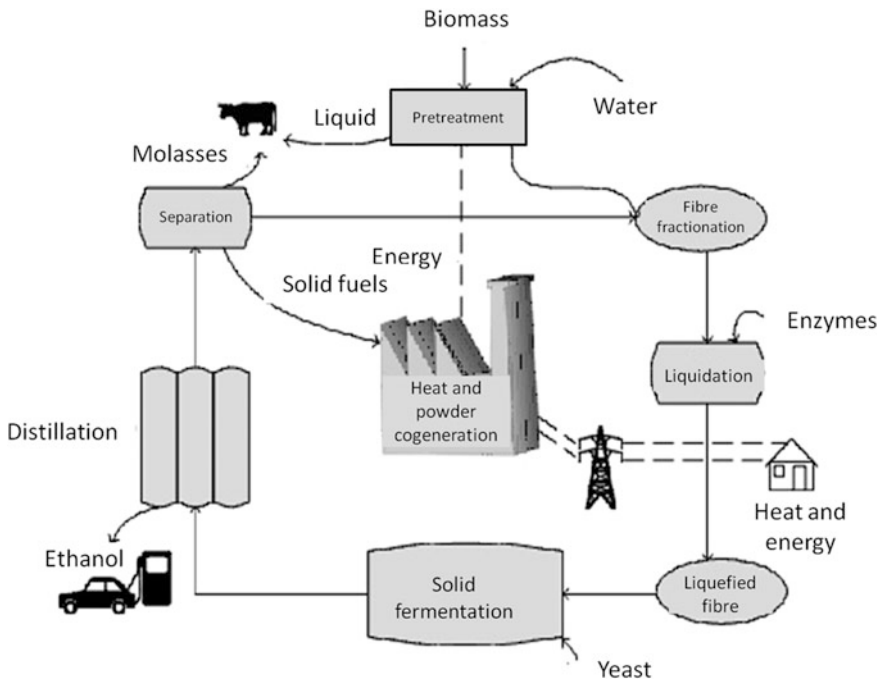 Biomass
Water
Pretreatment
Liquid
Molasses
Separation
Fibre
fractionation
Energy
Solid fuels
Enzymes
Liquidation
Heat and
powder
cogeneration
Distillation
Heat and
energy
Ethanol
Solid
fermentation
Liquefied
fibre
Yeast